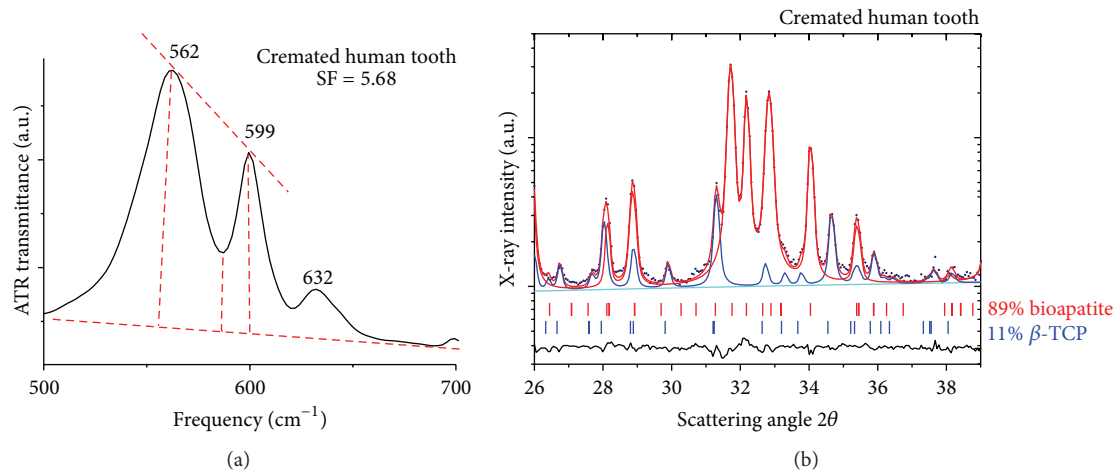 562
Cremated human tooth
SF = 5.68
599
632
ATR transmittance (a.u.)
500
600
700
Frequency (cm⁻¹)
(a)
Cremated human tooth
X-ray intensity (a.u.)
89% bioapatite
11% β-TCP
26
28
30
32
34
36
38
Scattering angle 2θ
(b)